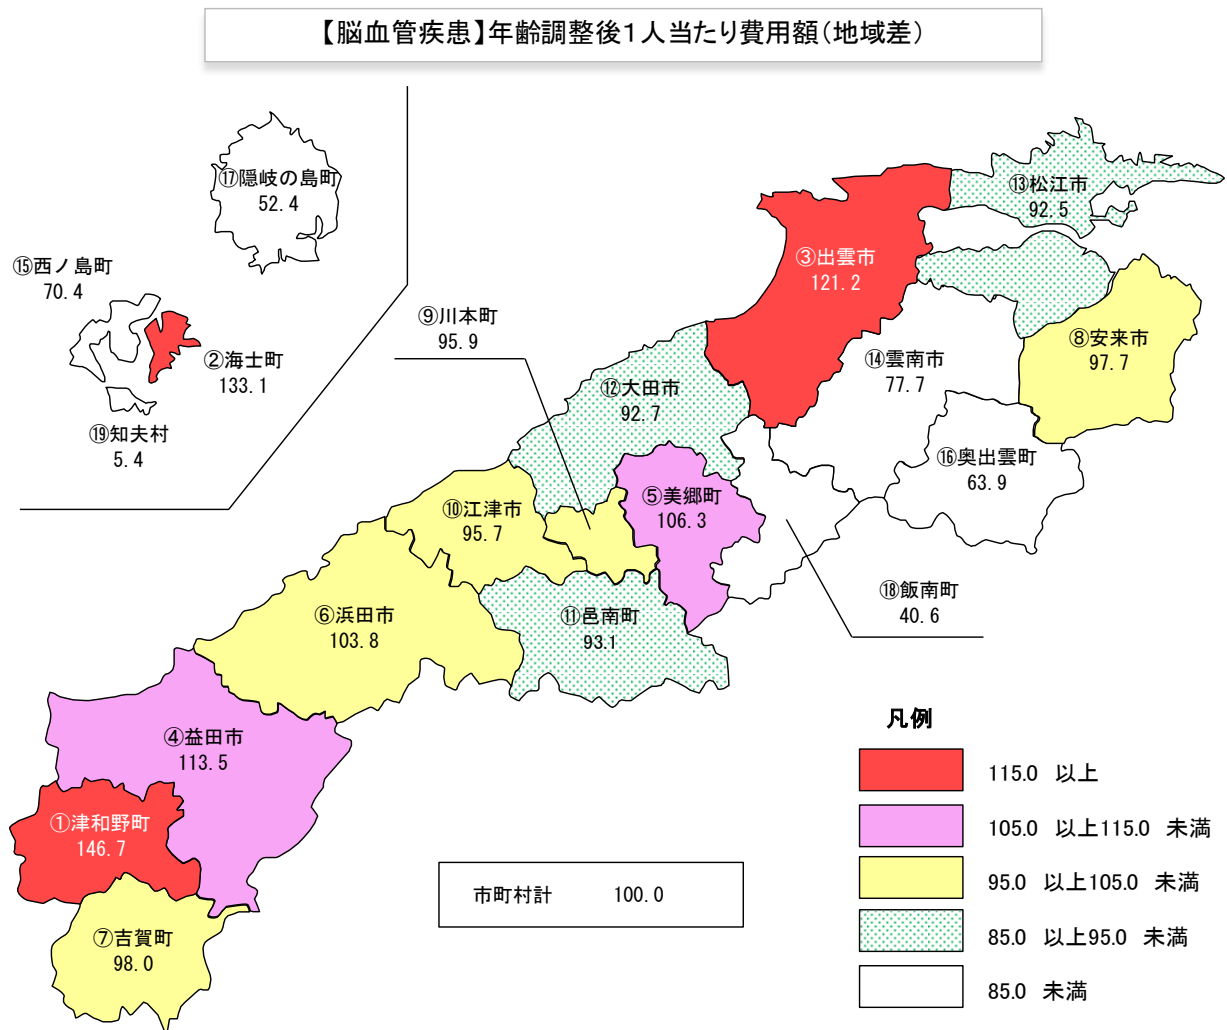 【脳血管疾患】年齢調整後1人当たり費用額(地域差)
⑰隠岐の島町
52.4
⑮西ノ島町
70.4
②海士町
133.1
⑲知夫村
5.4
⑬松江市
92.5
③出雲市
121.2
⑨川本町
95.9
⑧安来市
97.7
⑭雲南市
77.7
⑫大田市
92.7
⑯奥出雲町
63.9
⑤美郷町
106.3
⑩江津市
95.7
⑱飯南町
40.6
⑥浜田市
103.8
⑪邑南町
93.1
④益田市
113.5
①津和野町
146.7
⑦吉賀町
98.0
市町村計 100.0
凡例
115.0 以上
105.0 以上115.0 未満
95.0 以上105.0 未満
85.0 以上95.0 未満
85.0 未満